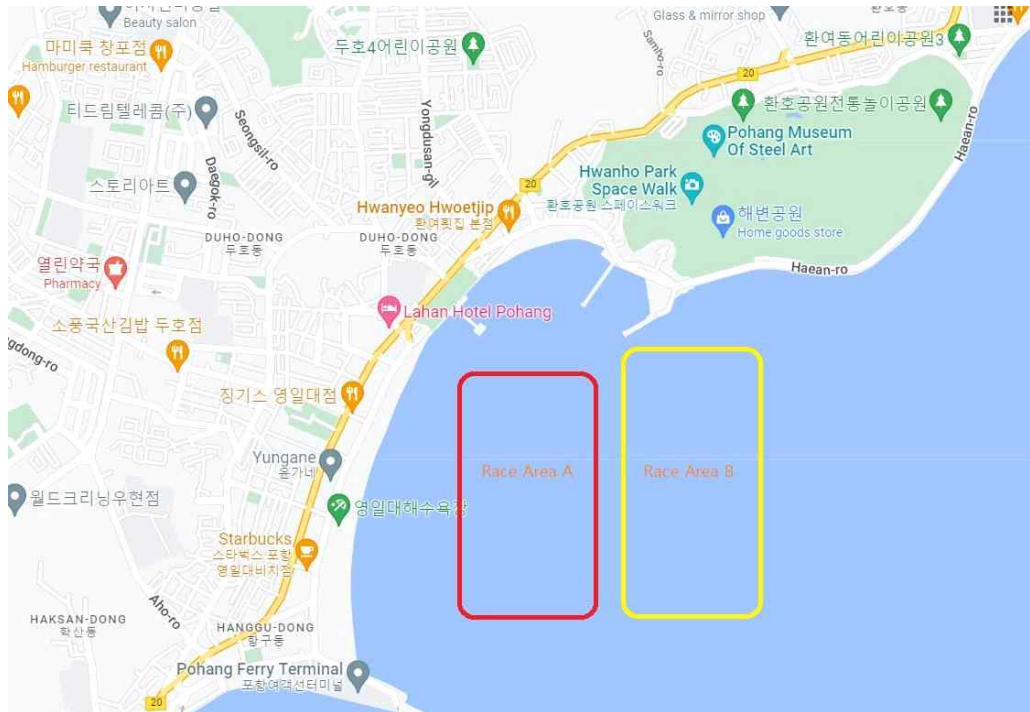 Beauty salon
마미쿡 창포점
Hamburger restaurant
두호4어린이공원
Glass & mirror shop
환호동
Samho-ro
환여동어린이공원3
20
티드림텔레콤(주)
Seongsil-ro
Yongdusan-gil
환호공원전통놀이공원
Pohang Museum
Of Steel Art
Haean-ro
스토리아트
Daegok-ro
20
Hwanho Park
Space Walk
환호공원 스페이스워크
Hwanyeo Hwoetjip
환여횟집 본점
해변공원
Home goods store
DUHO-DONG
두호동
DUHO-DONG
두호동
열린약국
Pharmacy
Haean-ro
Lahan Hotel Pohang
소풍국산김밥 두호점
징기스 영일대점
Race Area A
Race Area B
Yungane
윤가네
월드크리닝우현점
영일대해수욕장
Starbucks
스타벅스 포항
영일대비치점
Aho-ro
HAKSAN-DONG
학산동
HANGGU-DONG
항구동
Pohang Ferry Terminal
포항여객선터미널
20